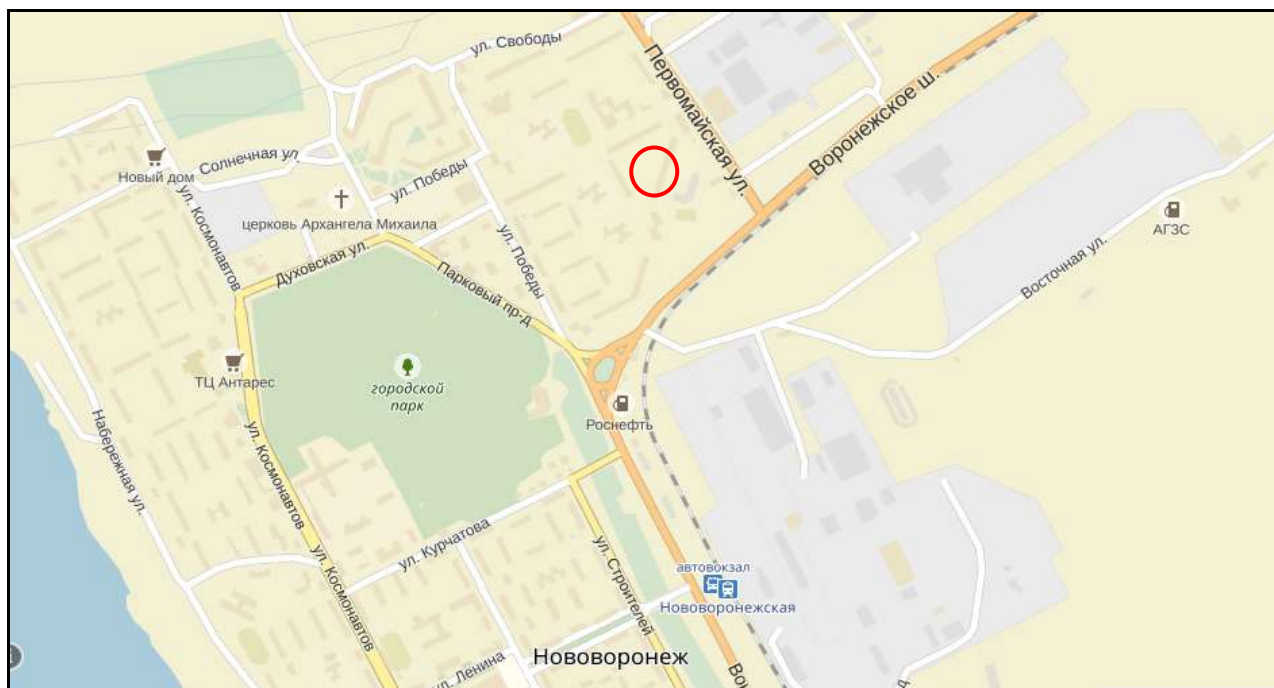 ул. Свободы
Первомайская ул.
Воронежское ш.
Солнечная ул.
Новый дом
ул. Победы
ул. Космонавтов
церковь Архангела Михаила
АГЗС
ул. Победы
Духовская ул.
Парковый пр-д
Восточная ул.
ТЦ Антарес
городской
парк
Роснефть
Набережная ул.
ул. Космонавтов
ул. Курчатова
ул. Космонавтов
ул. Строителей
автовокзал
Нововоронежская
Нововоронеж
ул. Ленина